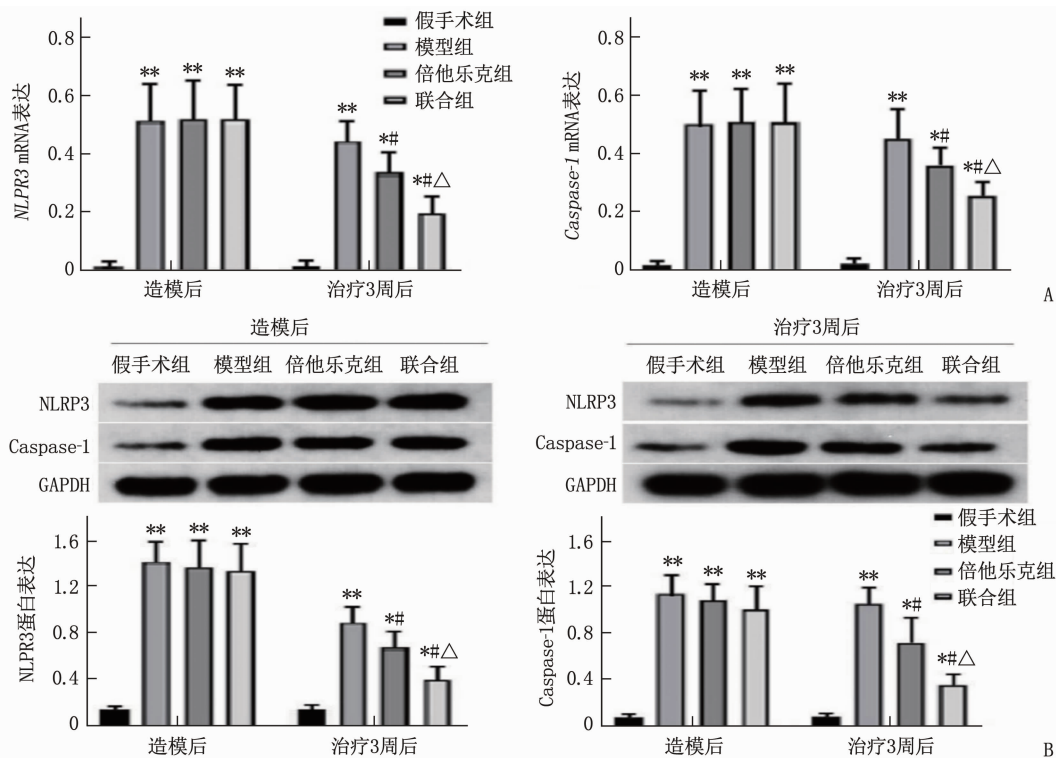 NLPR3 mRNA表达
0.8
0.6
0.4
0.2
0
** ** **
** *# *#△
造模后 治疗3周后
假手术组
模型组
倍他乐克组
联合组
Caspase-1 mRNA表达
0.8
0.6
0.4
0.2
0
** ** **
** *# *#△
造模后 治疗3周后
A
造模后
假手术组 模型组 倍他乐克组 联合组
NLRP3
Caspase-1
GAPDH
治疗3周后
假手术组 模型组 倍他乐克组 联合组
NLRP3
Caspase-1
GAPDH
NLPR3蛋白表达
1.6
1.2
0.8
0.4
0
** ** **
** *# *#△
造模后 治疗3周后
Caspase-1蛋白表达
1.6
1.2
0.8
0.4
0
** ** **
** *# *#△
造模后 治疗3周后
假手术组
模型组
倍他乐克组
联合组
B